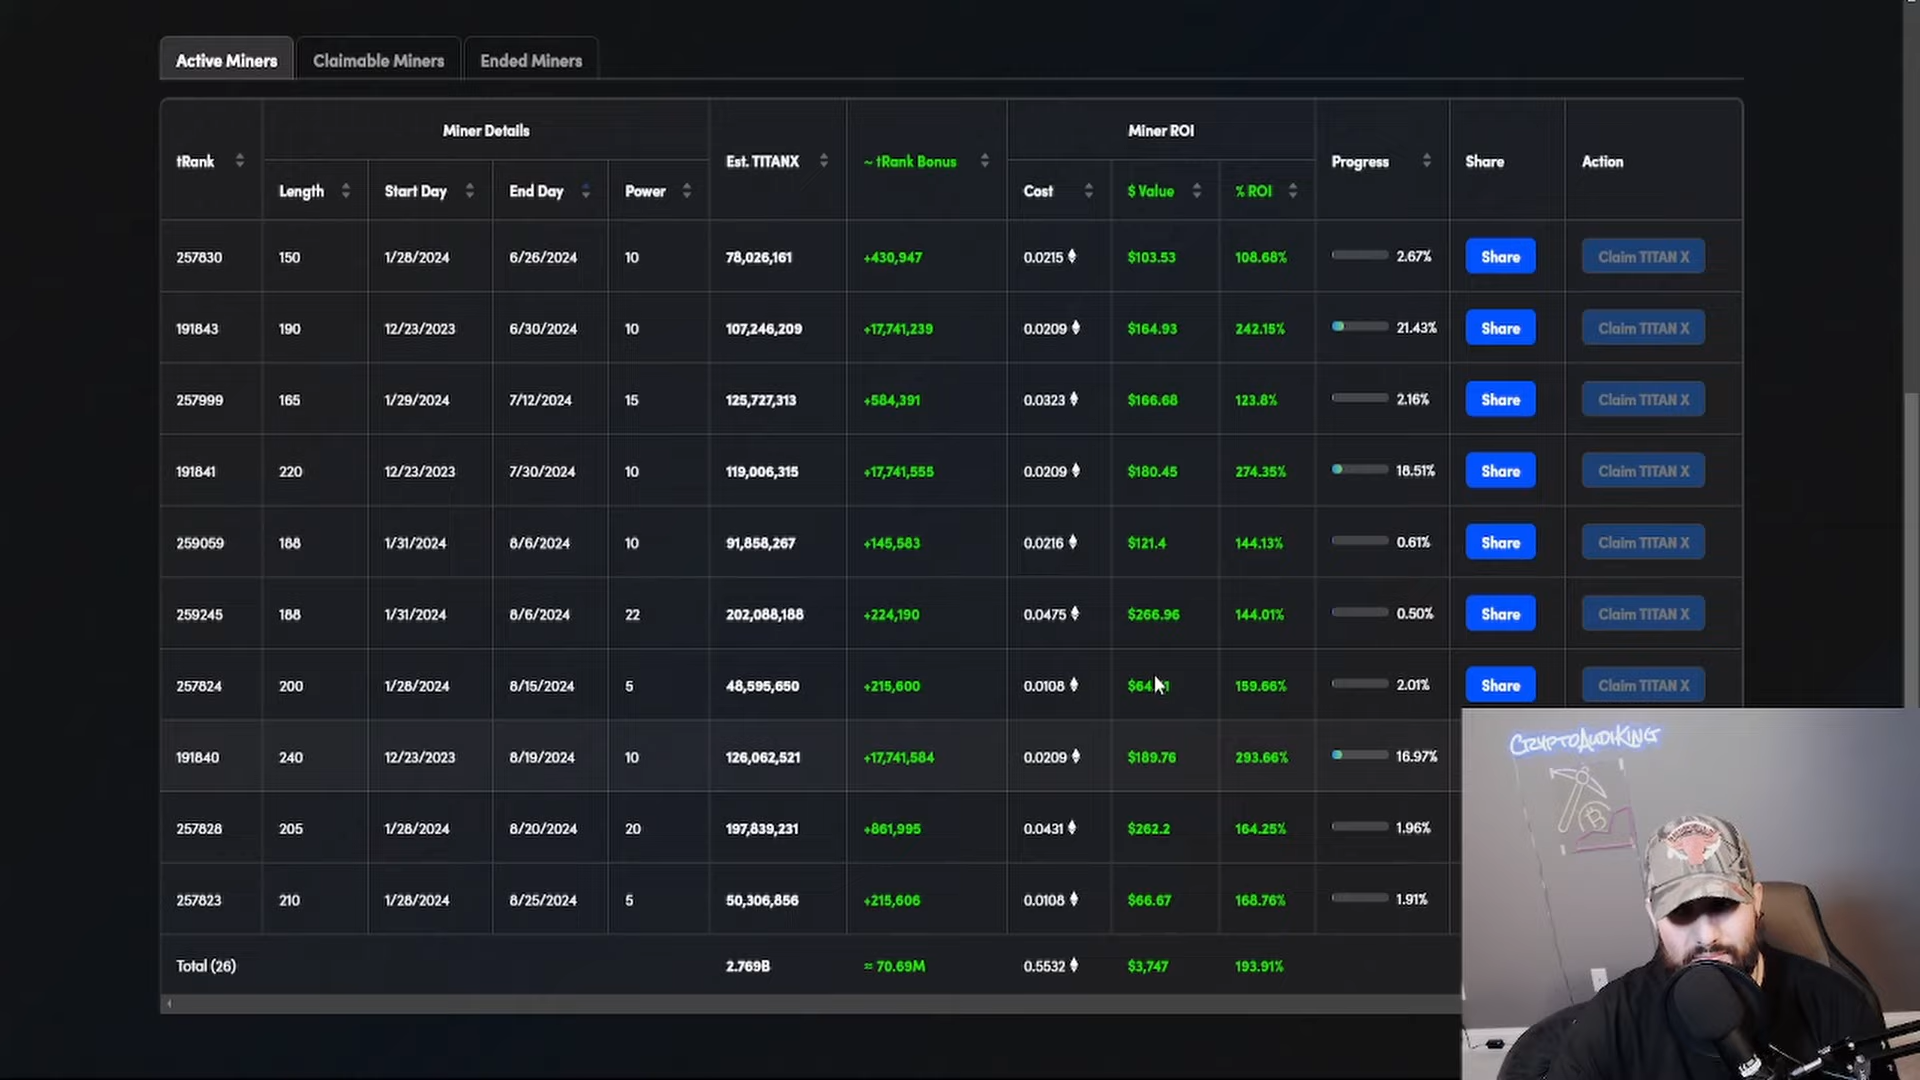 Active Miners Claimable Miners Ended Miners
tRank Miner Details Est. TITANX ~ tRank Bonus Miner ROI Progress Share Action
Length Start Day End Day Power Cost $ Value % ROI
257830 150 1/28/2024 6/26/2024 10 78,026,161 +430,947 0.0215 $103.53 108.68% 2.67% Share Claim TITAN X
191843 190 12/23/2023 6/30/2024 10 107,246,209 +17,741,239 0.0209 $164.93 242.15% 21.43% Share Claim TITAN X
257999 165 1/29/2024 7/12/2024 15 125,727,313 +584,391 0.0323 $166.68 123.8% 2.16% Share Claim TITAN X
191841 220 12/23/2023 7/30/2024 10 119,006,315 +17,741,555 0.0209 $180.45 274.35% 18.51% Share Claim TITAN X
259059 188 1/31/2024 8/6/2024 10 91,858,267 +145,583 0.0216 $121.4 144.13% 0.61% Share Claim TITAN X
259245 188 1/31/2024 8/6/2024 22 202,088,188 +224,190 0.0475 $266.96 144.01% 0.50% Share Claim TITAN X
257824 200 1/28/2024 8/15/2024 5 48,595,650 +215,600 0.0108 159.66% 2.01% Share Claim TITAN X
191840 240 12/23/2023 8/19/2024 10 126,062,521 +17,741,584 0.0209 $189.76 293.66% 16.97%
257828 205 1/28/2024 8/20/2024 20 197,839,231 +861,995 0.0431 $262.2 164.25% 1.96%
257823 210 1/28/2024 8/25/2024 5 50,306,856 +215,606 0.0108 $66.67 168.76% 1.91%
Total (26) 2.769B ≈ 70.69M 0.5532 $3,747 193.91%
CRYPTOAUDIKING